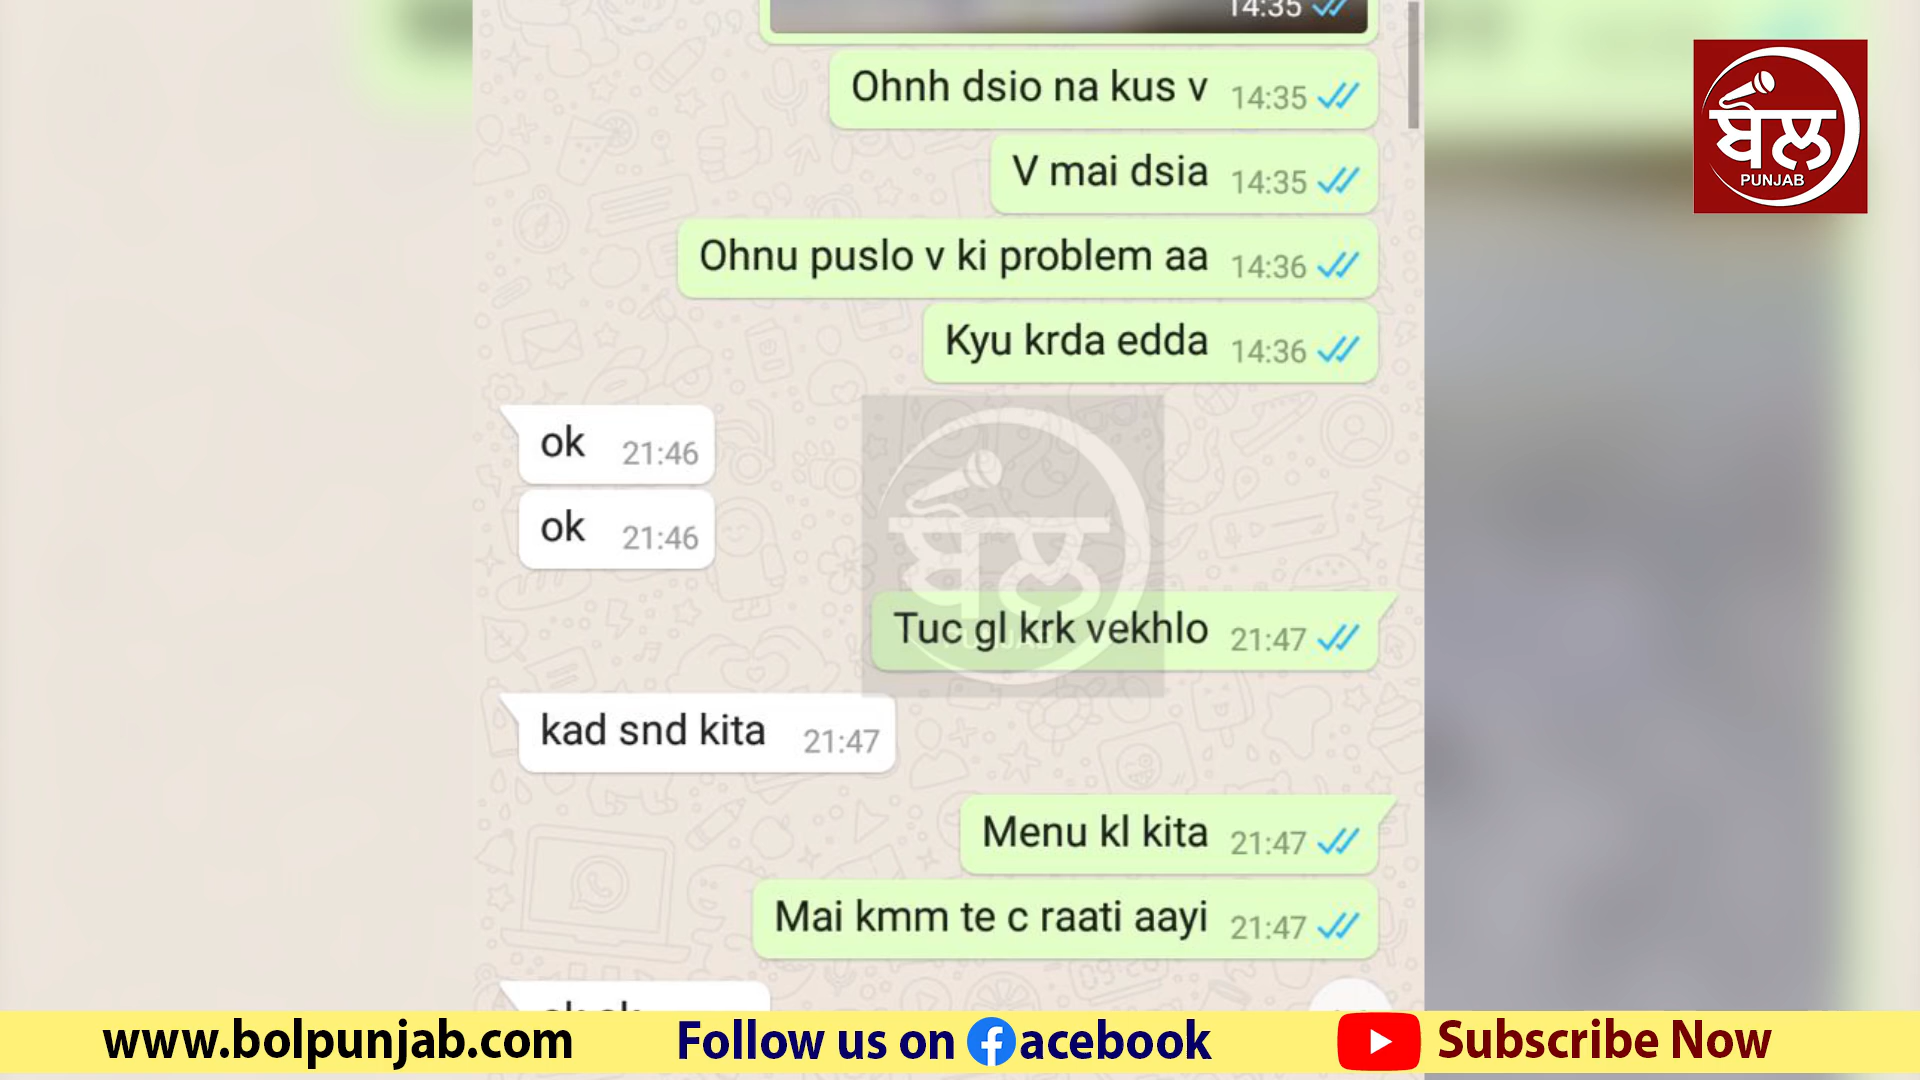 14:35
Ohnh dsio na kus v 14:35
V mai dsia 14:35
Ohnu puslo v ki problem aa 14:36
Kyu krda edda 14:36
ok 21:46
ok 21:46
Tuc gl krk vekhlo 21:47
kad snd kita 21:47
Menu kl kita 21:47
Mai kmm te c raati aayi 21:47
ਬੋਲ
PUNJAB
ਬੋਲ
PUNJAB
www.bolpunjab.com Follow us on facebook Subscribe Now